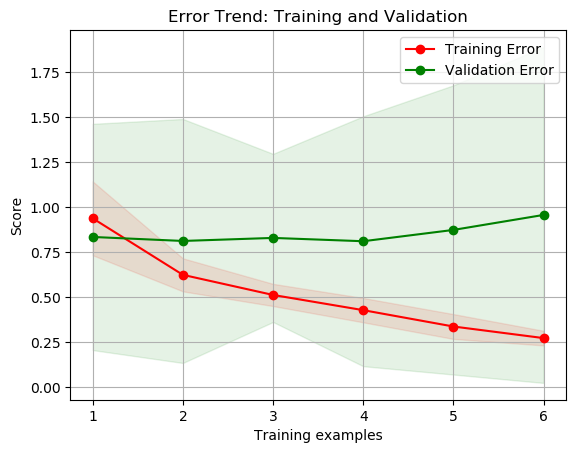 Error Trend: Training and Validation
Training Error
Validation Error
1.75
1.50
1.25
1.00
0.75
0.50
0.25
0.00
Score
1 2 3 4 5 6
Training examples